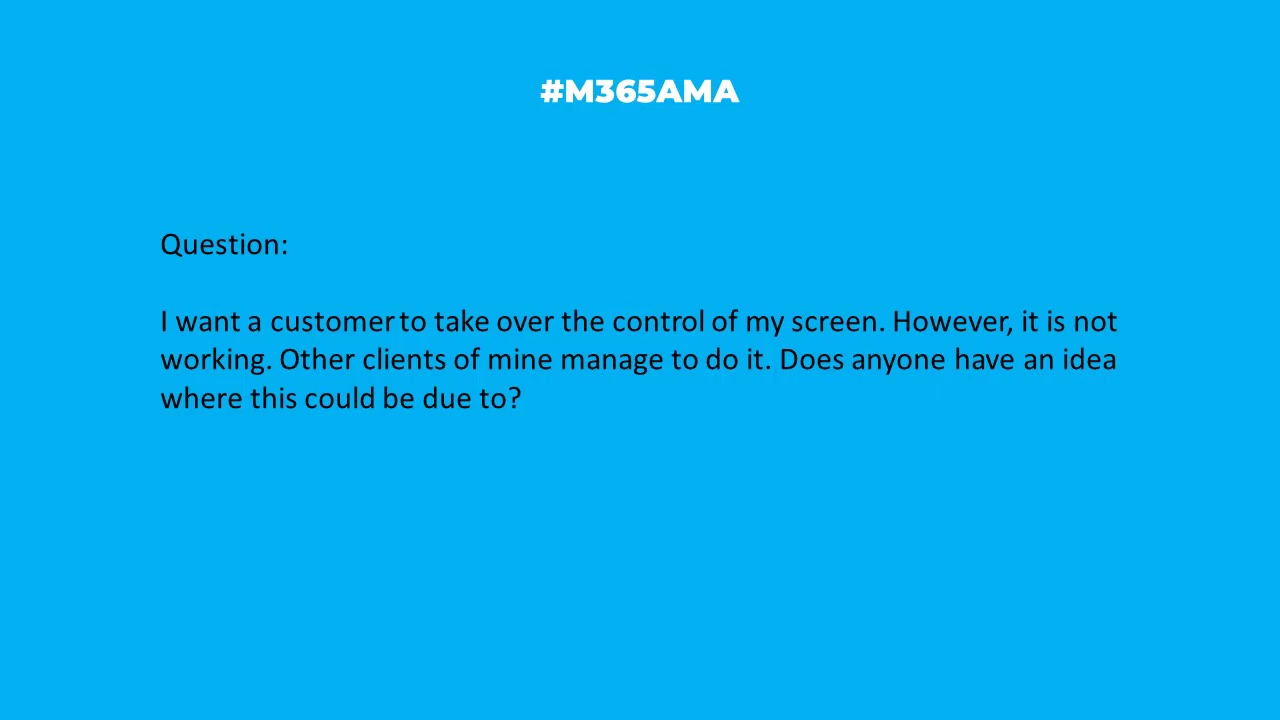 #M365AMA
Question:
I want a customer to take over the control of my screen. However, it is not
working. Other clients of mine manage to do it. Does anyone have an idea
where this could be due to?